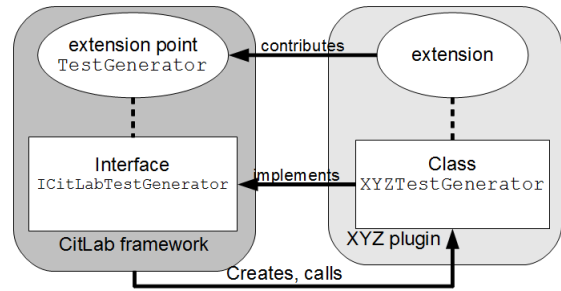 extension point
TestGenerator
contributes
extension
Interface
ICitLabTestGenerator
implements
Class
XYZTestGenerator
CitLab framework
XYZ plugin
Creates, calls